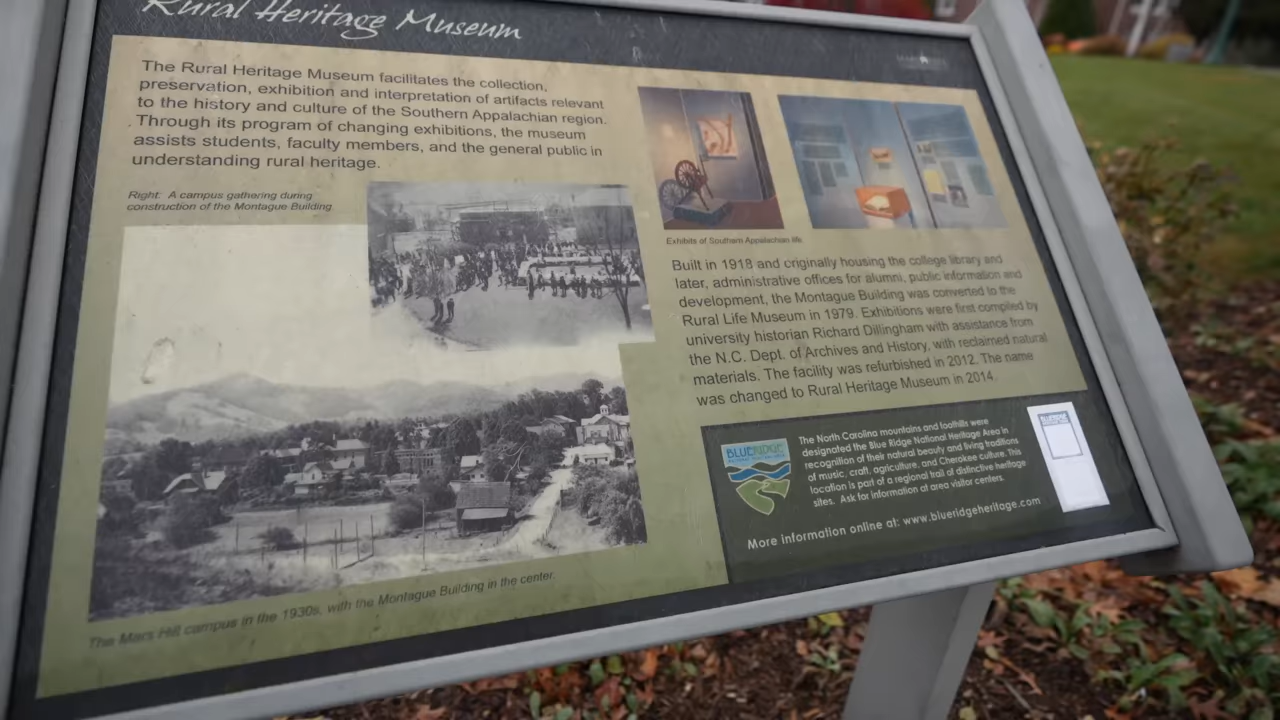 Rural Heritage Museum
The Rural Heritage Museum facilitates the collection,
preservation, exhibition and interpretation of artifacts relevant
to the history and culture of the Southern Appalachian region.
Through its program of changing exhibitions, the museum
assists students, faculty members, and the general public in
understanding rural heritage.
Right: A campus gathering during
construction of the Montague Building.
The Mars Hill campus in the 1930s, with the Montague Building in the center.
Exhibits of Southern Appalachian life
Built in 1918 and originally housing the college library and
later, administrative offices for alumni, public information and
development, the Montague Building was converted to the
Rural Life Museum in 1979. Exhibitions were first compiled by
university historian Richard Dillingham with assistance from
the N.C. Dept. of Archives and History, with reclaimed natural
materials. The facility was refurbished in 2012. The name
was changed to Rural Heritage Museum in 2014.
BLUE RIDGE
The North Carolina mountains and foothills were
designated the Blue Ridge National Heritage Area in
recognition of their natural beauty and living traditions
of music, craft, agriculture, and Cherokee culture. This
location is part of a regional trail of distinctive heritage
sites. Ask for information at area visitor centers.
More information online at: www.blueridgeheritage.com